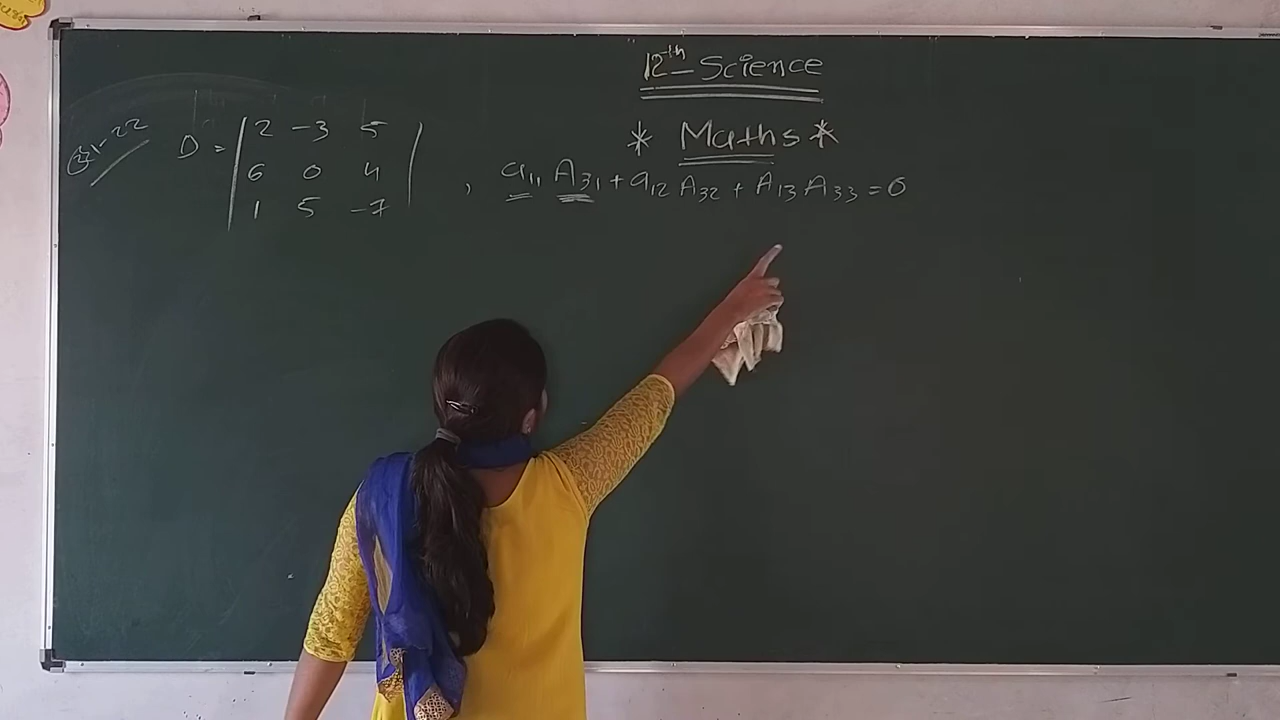 12th - Science
* Maths *
D = | 2 -3 5 |
| 6 0 4 |
| 1 5 -7 |
, a11 A31 + a12 A32 + A13 A33 = 0